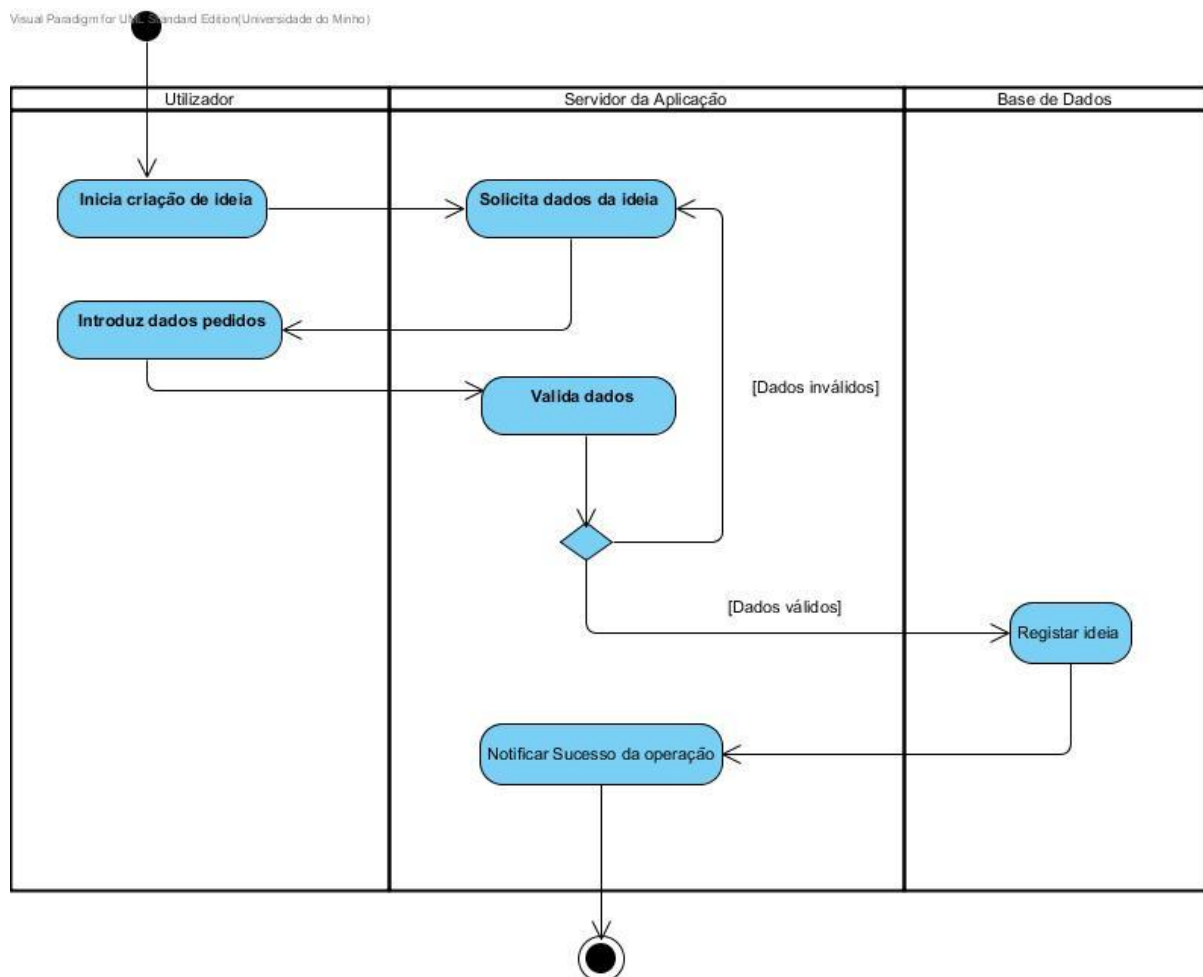 Visual Paradigm for UML Standard Edition(Universidade do Minho)
Utilizador
Servidor da Aplicação
Base de Dados
Inicia criação de ideia
Solicita dados da ideia
Introduz dados pedidos
Valida dados
[Dados inválidos]
[Dados válidos]
Registar ideia
Notificar Sucesso da operação